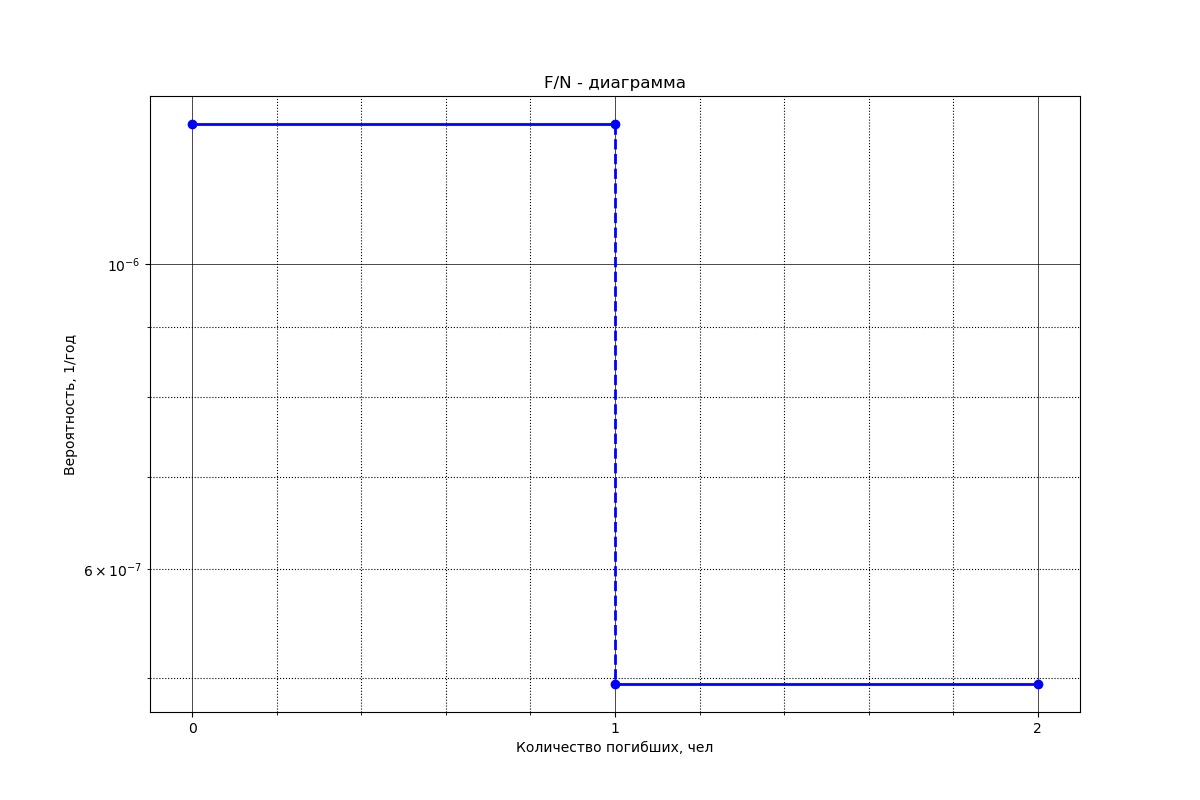 F/N - диаграмма
Вероятность, 1/год
10⁻⁶
6 × 10⁻⁷
0 1 2
Количество погибших, чел